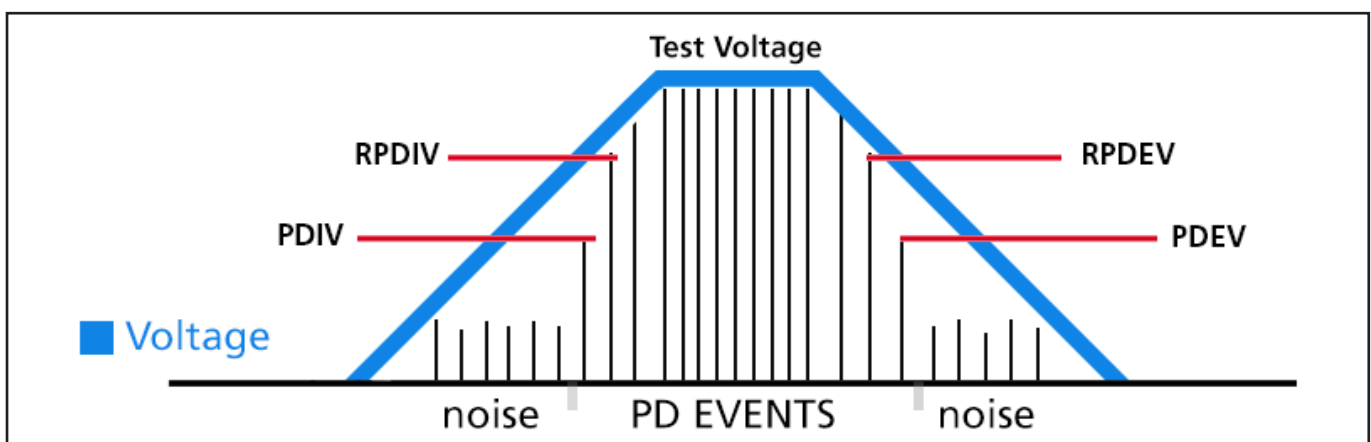 Test Voltage
RPDIV
RPDEV
PDIV
PDEV
Voltage
noise
PD EVENTS
noise